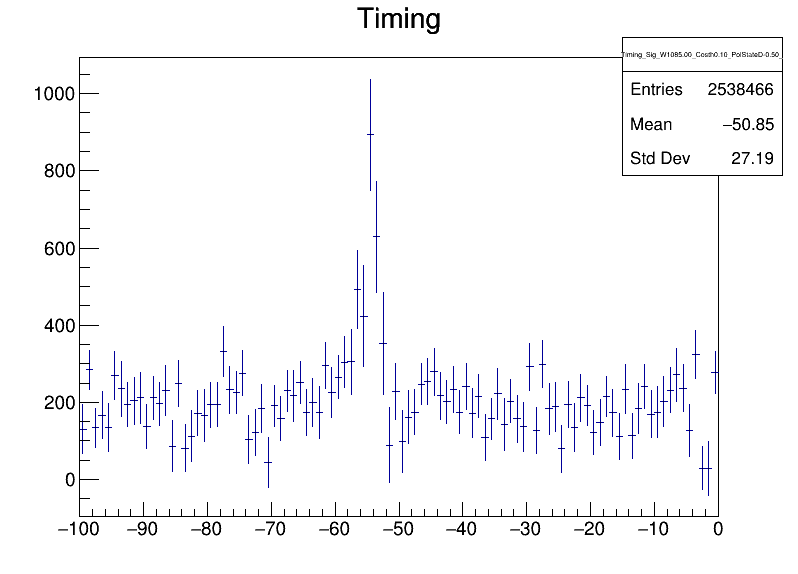 Timing
Timing_Sig_W1085.00_Costh0.10_PolStateD-0.50_
Entries 2538466
Mean −50.85
Std Dev 27.19
1000
800
600
400
200
0
−100 −90 −80 −70 −60 −50 −40 −30 −20 −10 0